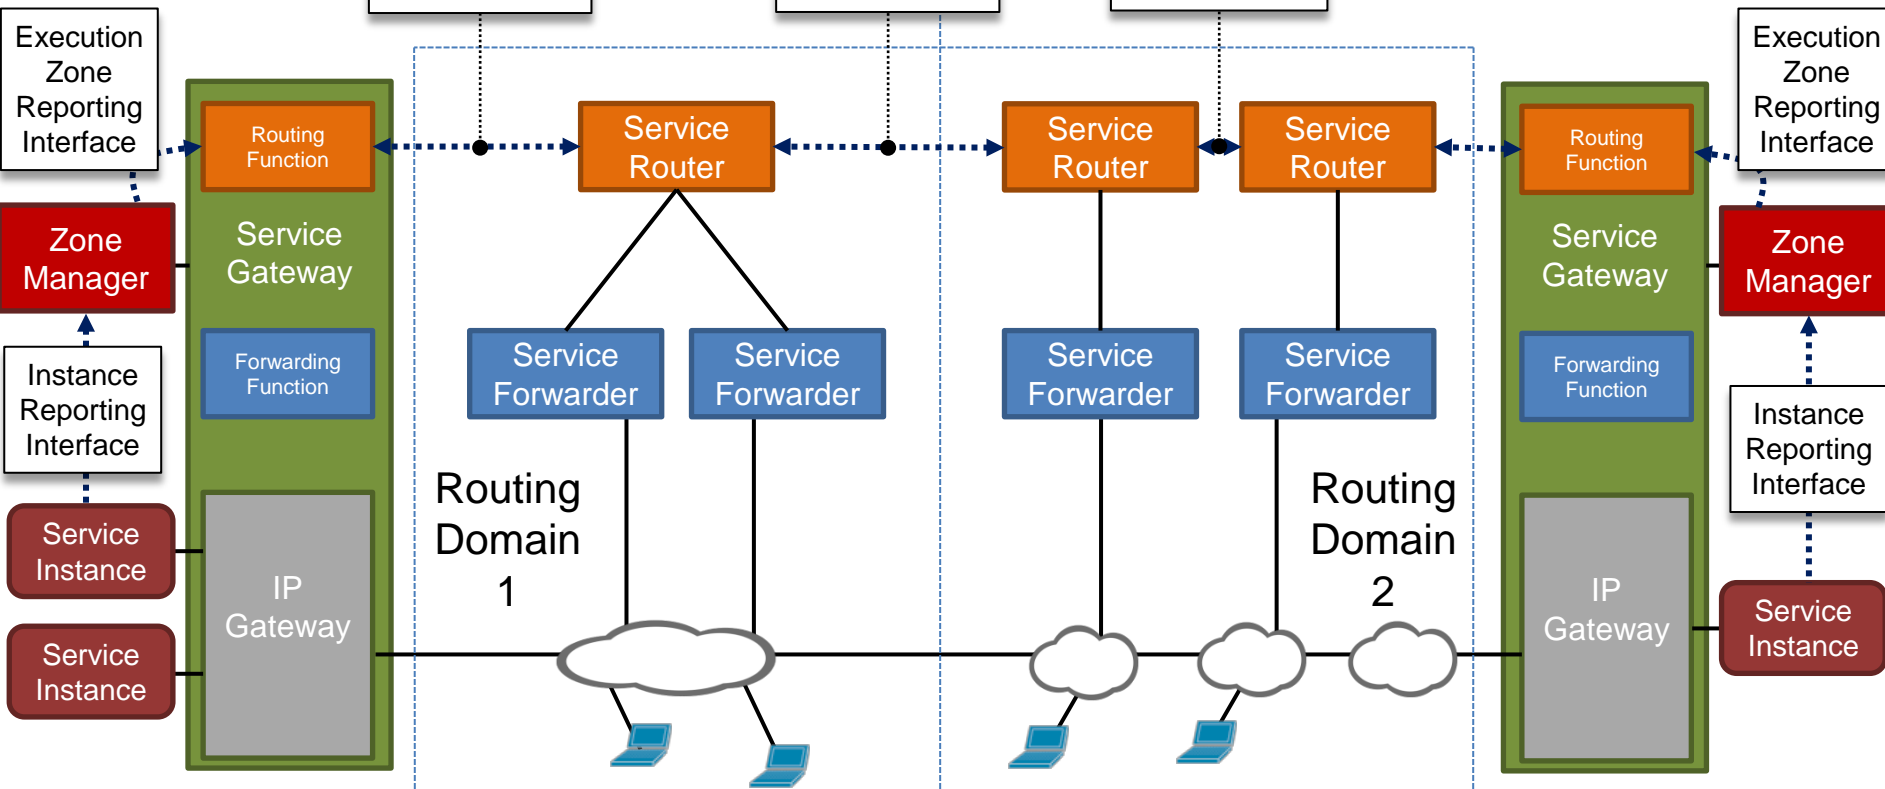 Execution
Zone
Reporting
Interface
Routing
Function
Service
Router
Service
Router
Service
Router
Routing
Function
Execution
Zone
Reporting
Interface
Zone
Manager
Service
Gateway
Service
Gateway
Zone
Manager
Forwarding
Function
Service
Forwarder
Service
Forwarder
Service
Forwarder
Service
Forwarder
Forwarding
Function
Instance
Reporting
Interface
Instance
Reporting
Interface
Routing
Domain
1
Routing
Domain
2
Service
Instance
IP
Gateway
IP
Gateway
Service
Instance
Service
Instance